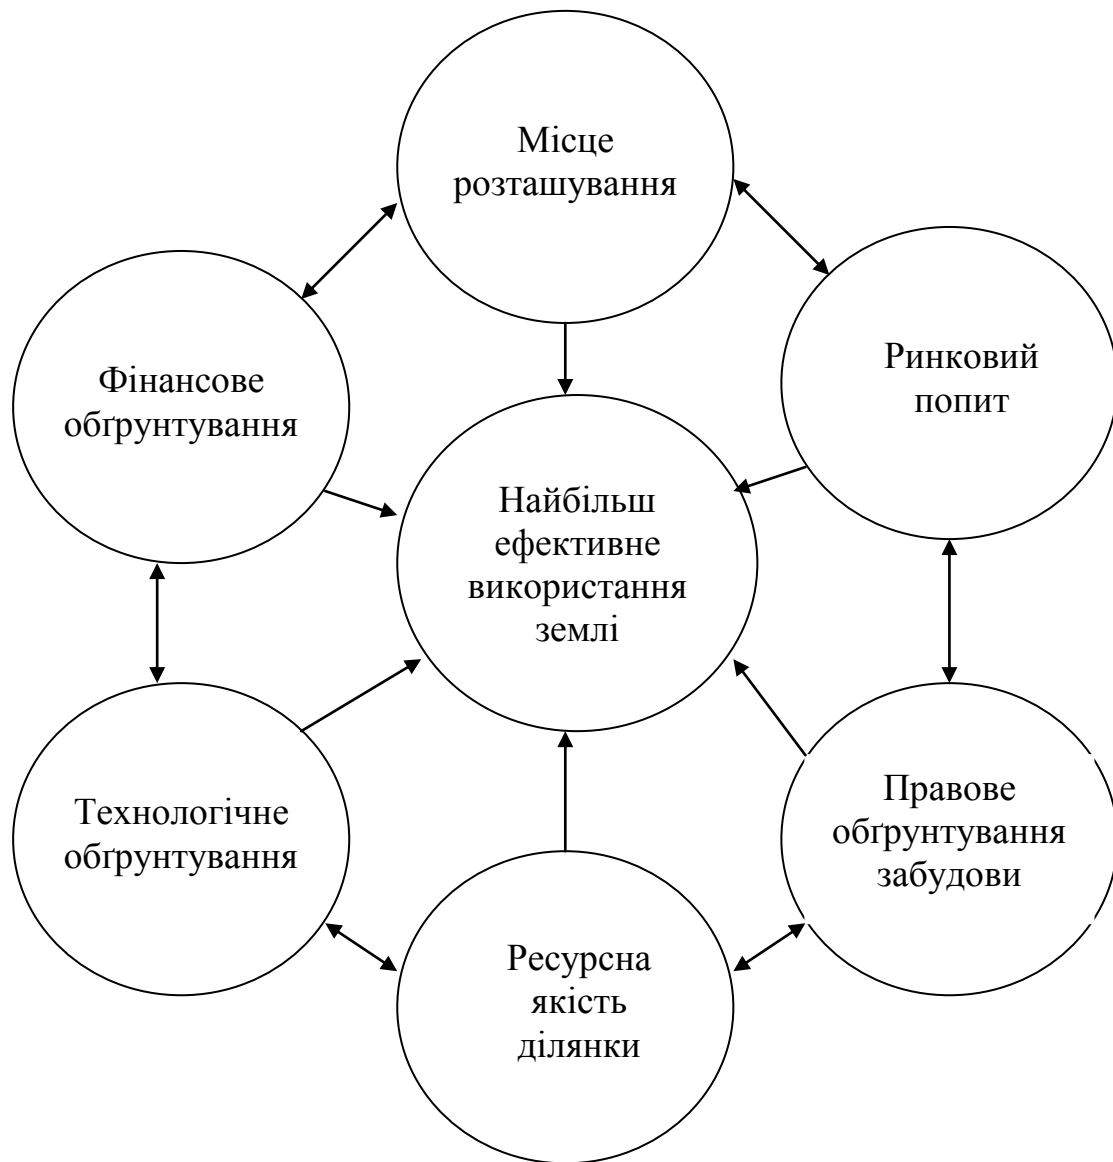 Місце
розташування
Фінансове
обґрунтування
Ринковий
попит
Найбільш
ефективне
використання
землі
Технологічне
обґрунтування
Правове
обґрунтування
забудови
Ресурсна
якість
ділянки